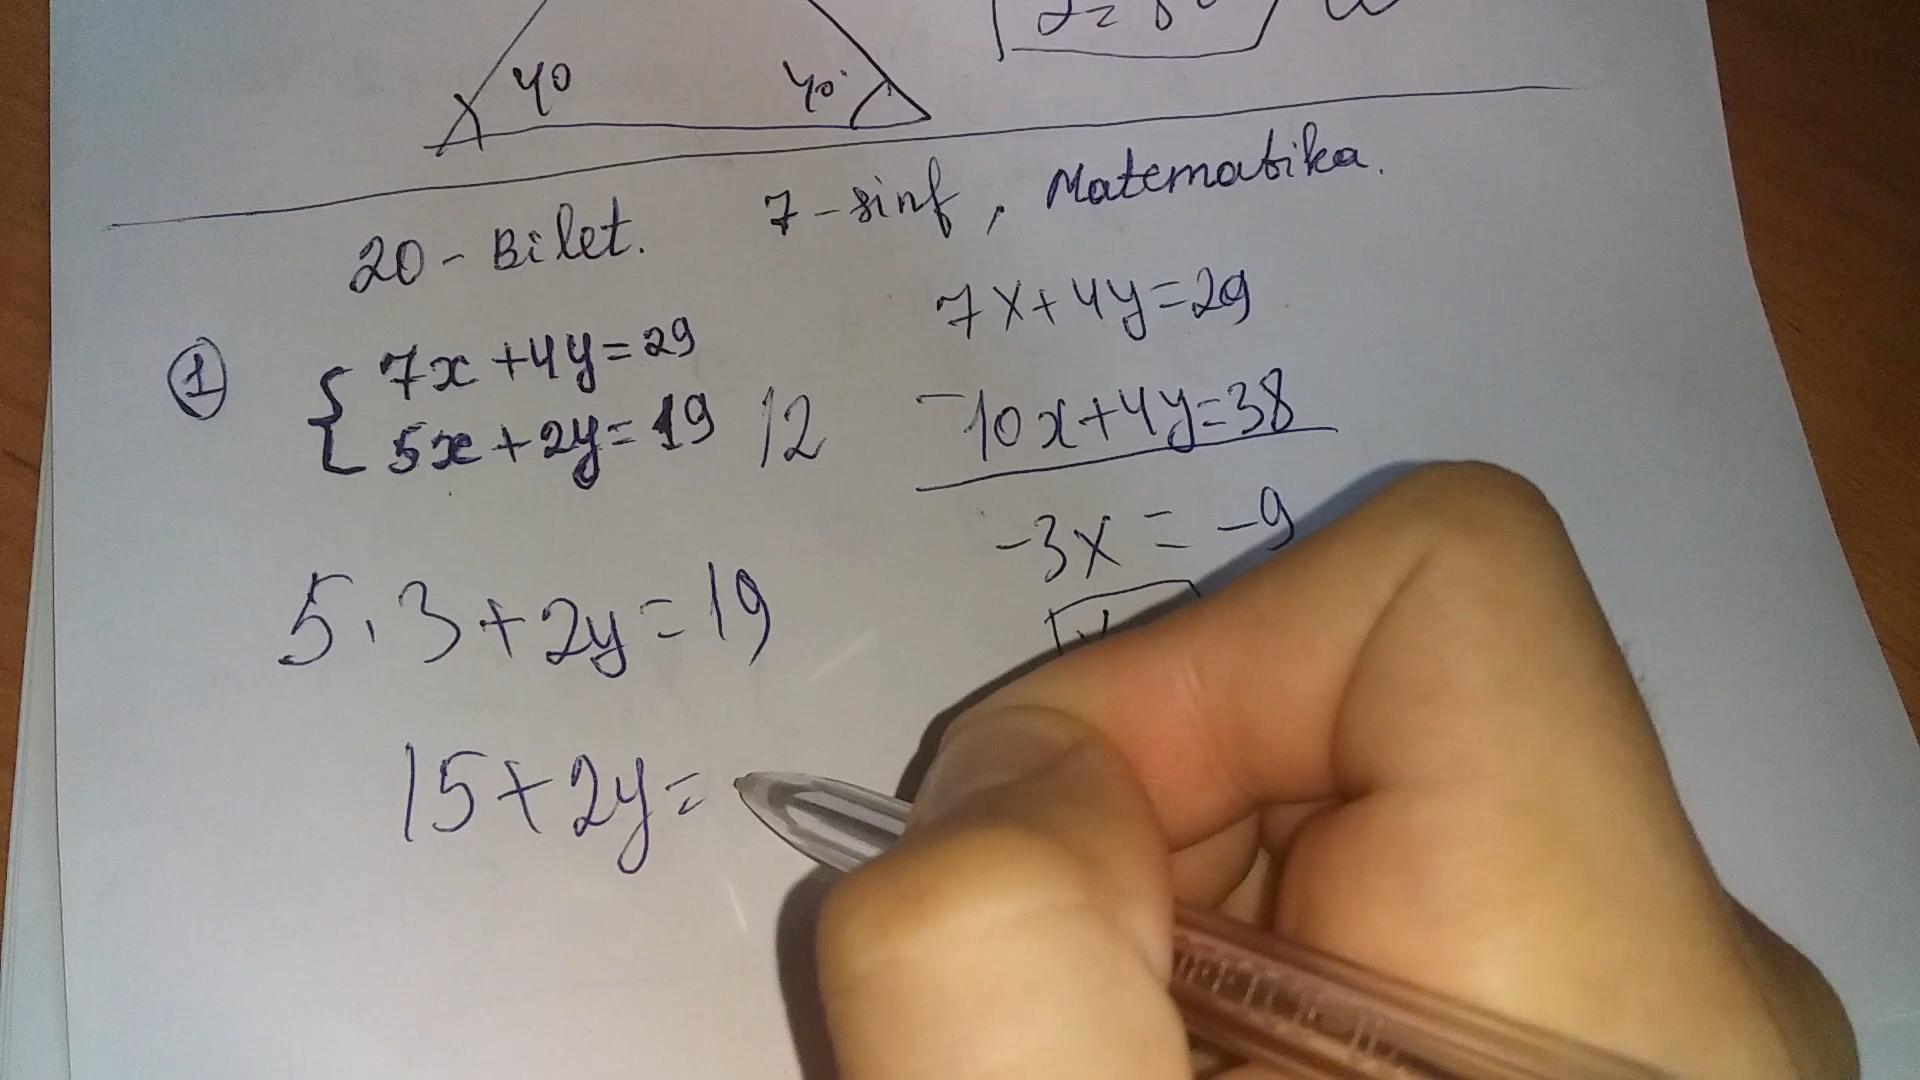 40 40°
20 - Bilet. 7 - sinf, Matematika.
① { 7x + 4y = 29
5x + 2y = 19 /2
7x + 4y = 29
- 10x + 4y = 38
-3x = -9
5 · 3 + 2y = 19
15 + 2y =